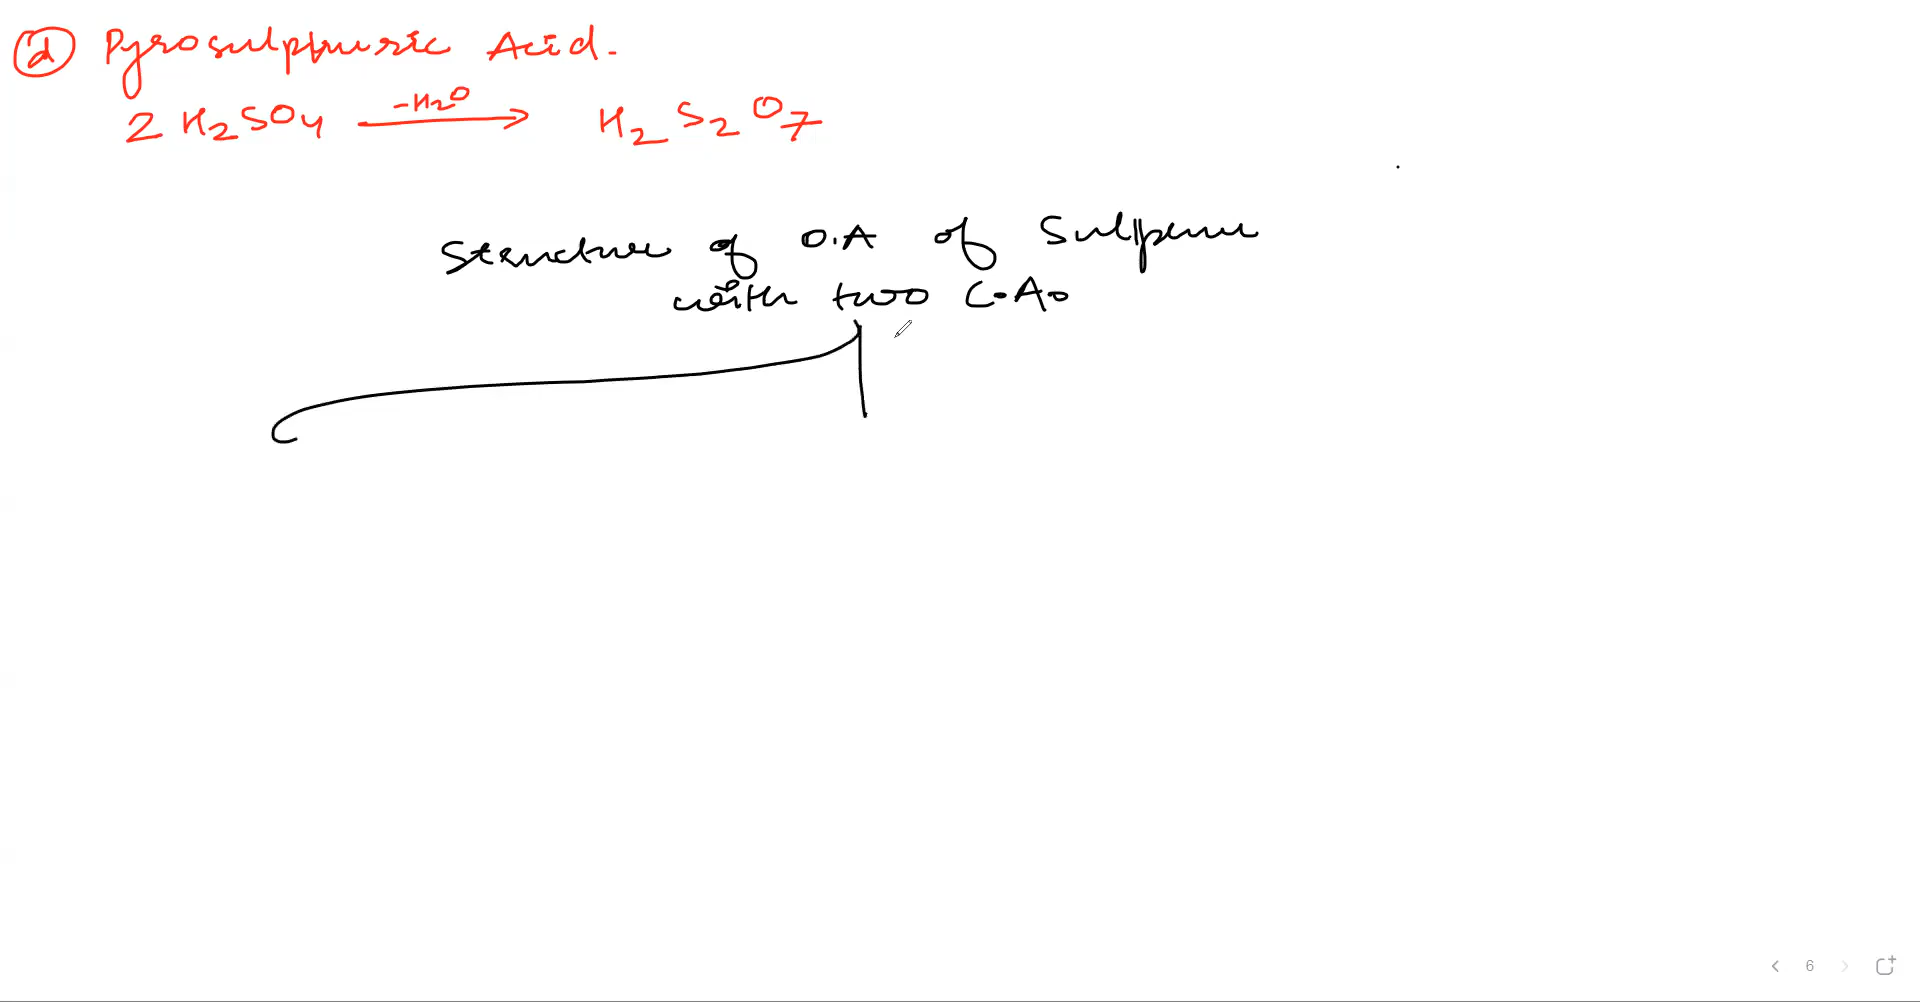 d Pyrosulphuric Acid.
2 H₂SO₄ -H₂O → H₂S₂O₇
Structure of O.A of Sulphur
with two C.A.
6